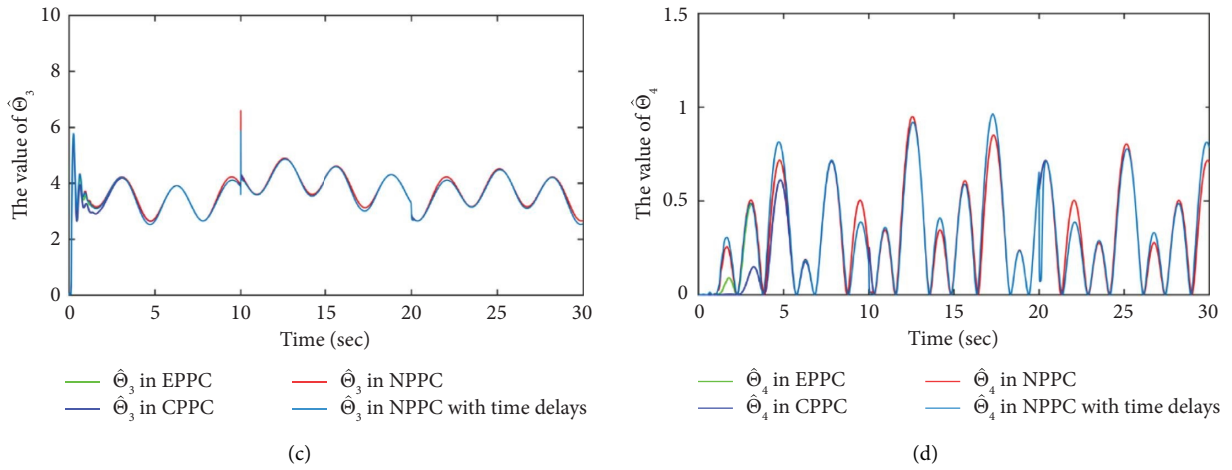 The value of Θ̂₃
10
8
6
4
2
0
0 5 10 15 20 25 30
Time (sec)
Θ̂₃ in EPPC
Θ̂₃ in NPPC
Θ̂₃ in CPPC
Θ̂₃ in NPPC with time delays
(c)
The value of Θ̂₄
1.5
1
0.5
0
0 5 10 15 20 25 30
Time (sec)
Θ̂₄ in EPPC
Θ̂₄ in NPPC
Θ̂₄ in CPPC
Θ̂₄ in NPPC with time delays
(d)